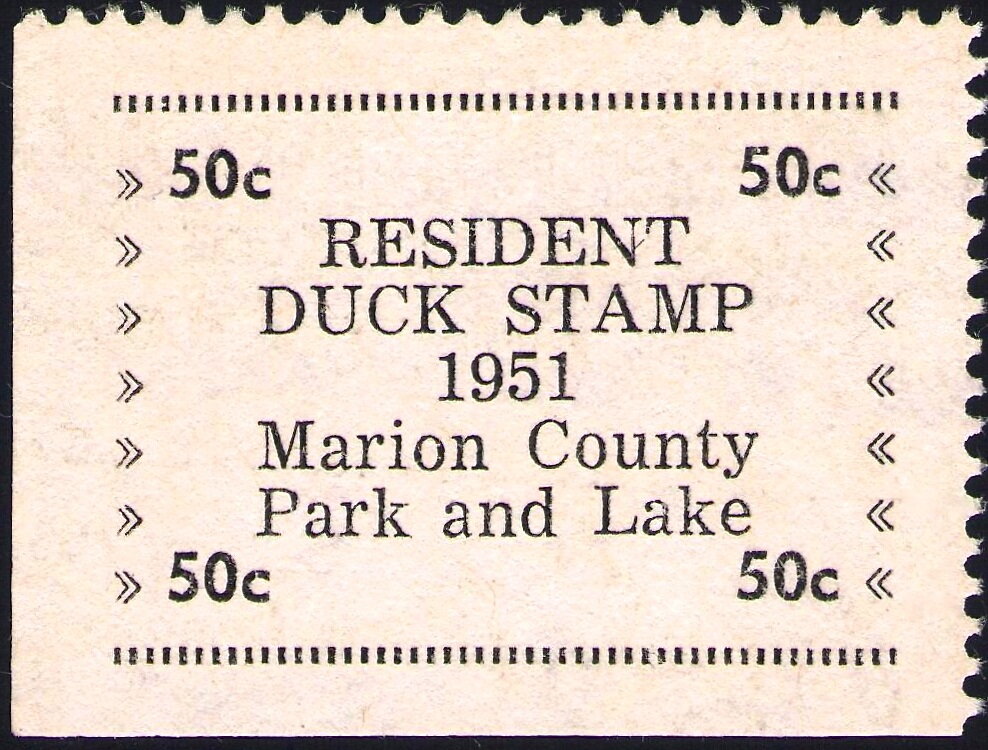 » 50c 50c «
» RESIDENT «
» DUCK STAMP «
» 1951 «
» Marion County «
» Park and Lake «
» 50c 50c «